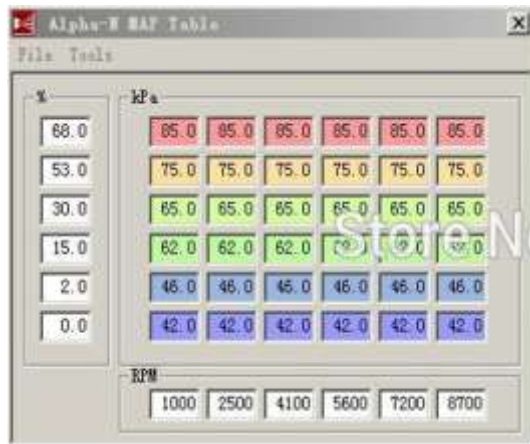 Alpha-N MAP Table
File Tools
% kPa
68.0 85.0 85.0 85.0 85.0 85.0 85.0
53.0 75.0 75.0 75.0 75.0 75.0 75.0
30.0 65.0 65.0 65.0 65.0 65.0 65.0
15.0 62.0 62.0 62.0 62.0
2.0 46.0 46.0 46.0 46.0 46.0 46.0
0.0 42.0 42.0 42.0 42.0 42.0 42.0
Store N
RPM
1000 2500 4100 5600 7200 8700